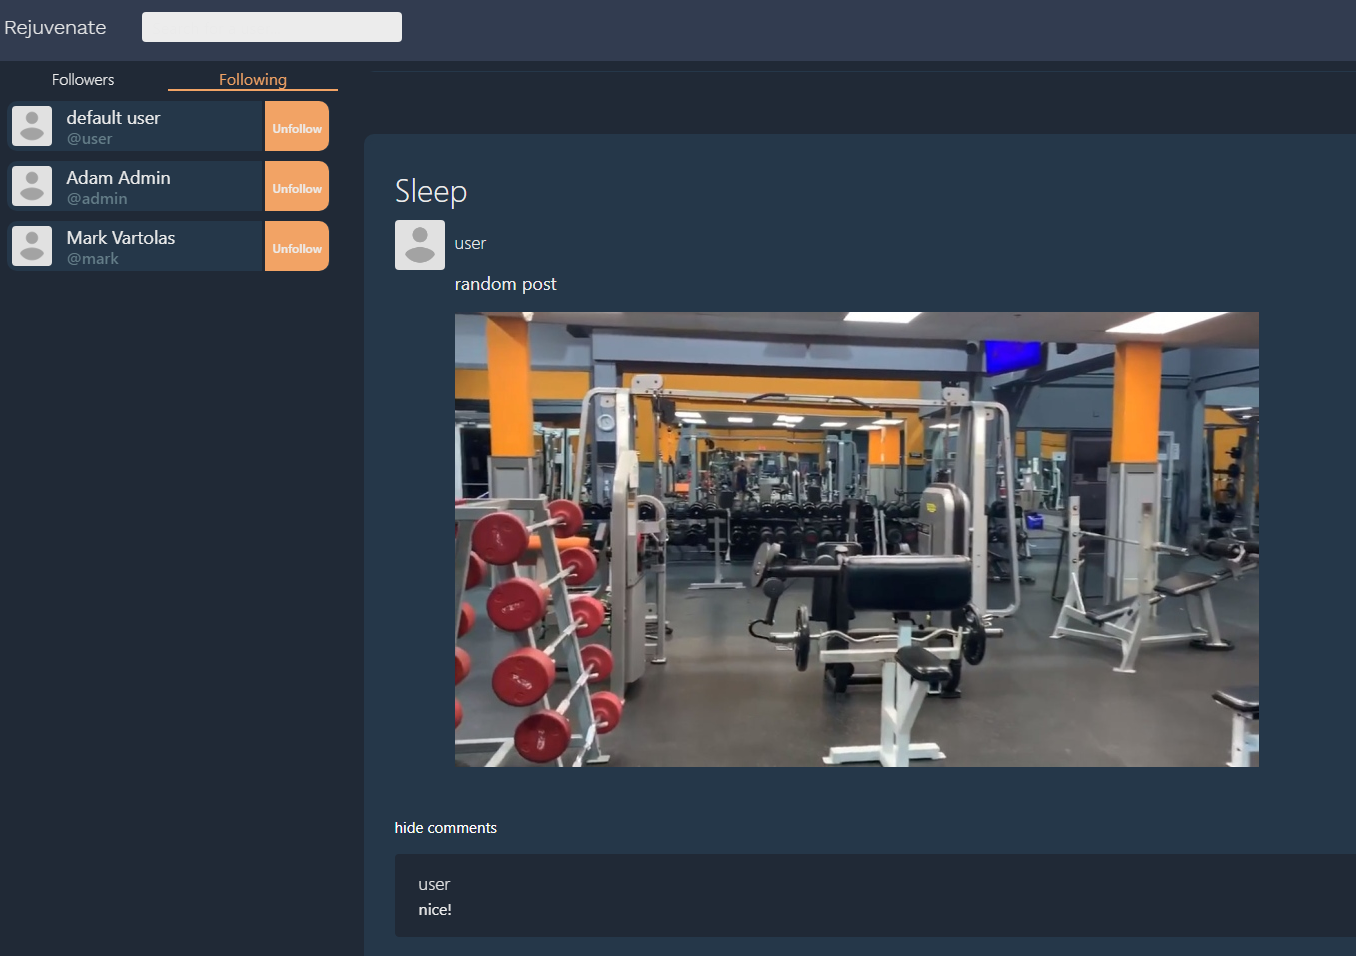 Rejuvenate
Followers
Following
default user
@user
Unfollow
Adam Admin
@admin
Unfollow
Mark Vartolas
@mark
Unfollow
Sleep
user
random post
hide comments
user
nice!